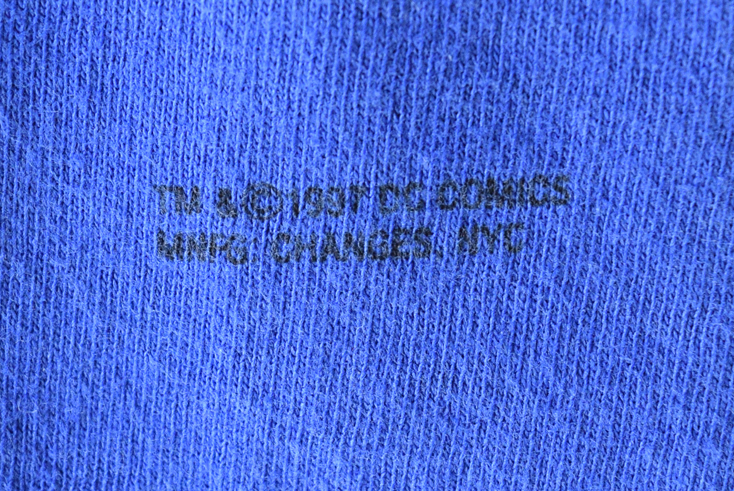 TM & © 1997 DC COMICS
MNFG. CHANGES, NYC